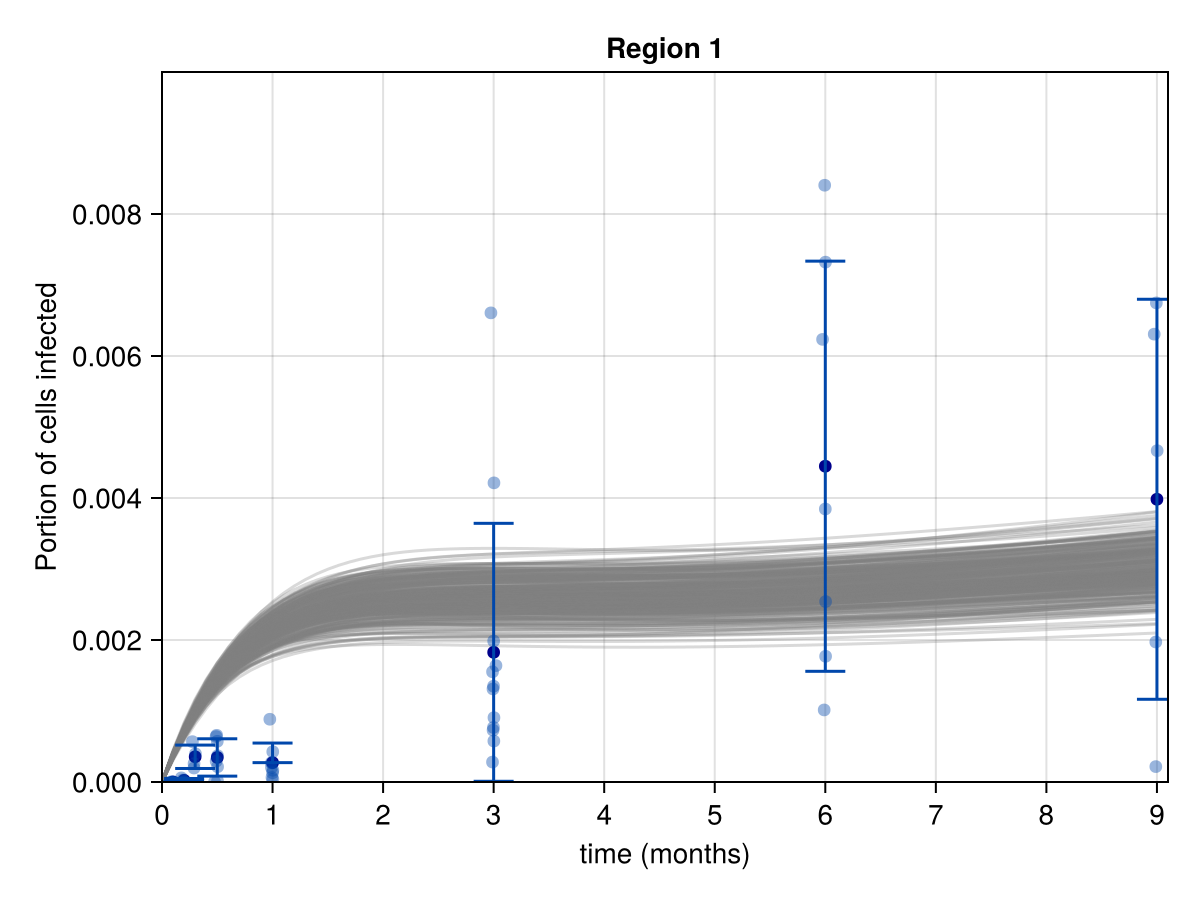 Region 1
Portion of cells infected
0.008
0.006
0.004
0.002
0.000
0 1 2 3 4 5 6 7 8 9
time (months)